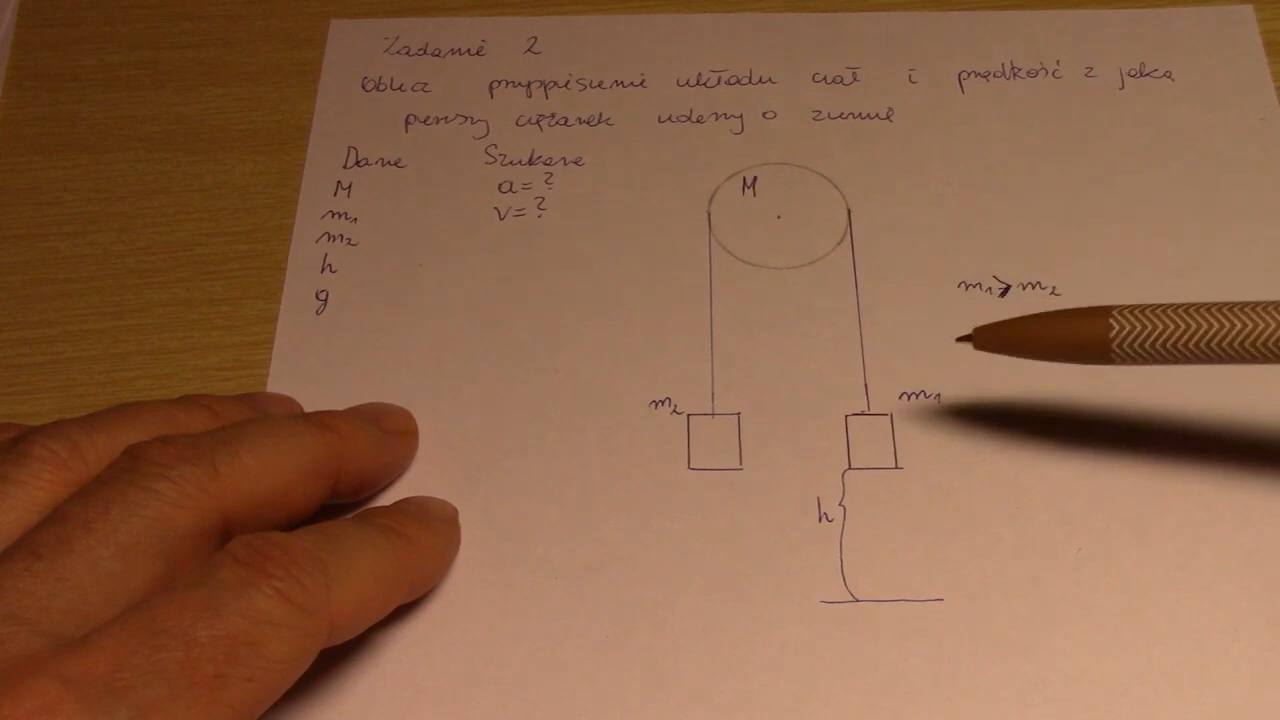 Zadanie 2
Oblicz przyspieszenie układu ciał i prędkość z jaką
pierwszy ciężarek uderzy o ziemię
Dane Szukane
M a = ?
m₁ v = ?
m₂
h
g
M
m₁ > m₂
m₂
m₁
h